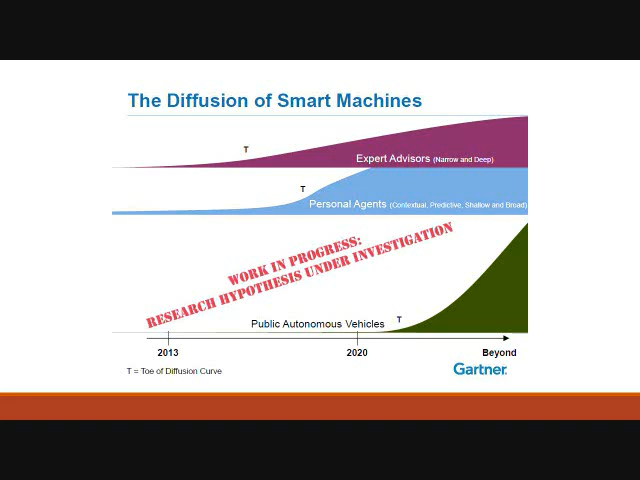 The Diffusion of Smart Machines
T
Expert Advisors (Narrow and Deep)
T
Personal Agents (Contextual, Predictive, Shallow and Broad)
WORK IN PROGRESS:
RESEARCH HYPOTHESIS UNDER INVESTIGATION
Public Autonomous Vehicles
T
2013
2020
Beyond
T = Toe of Diffusion Curve
Gartner.